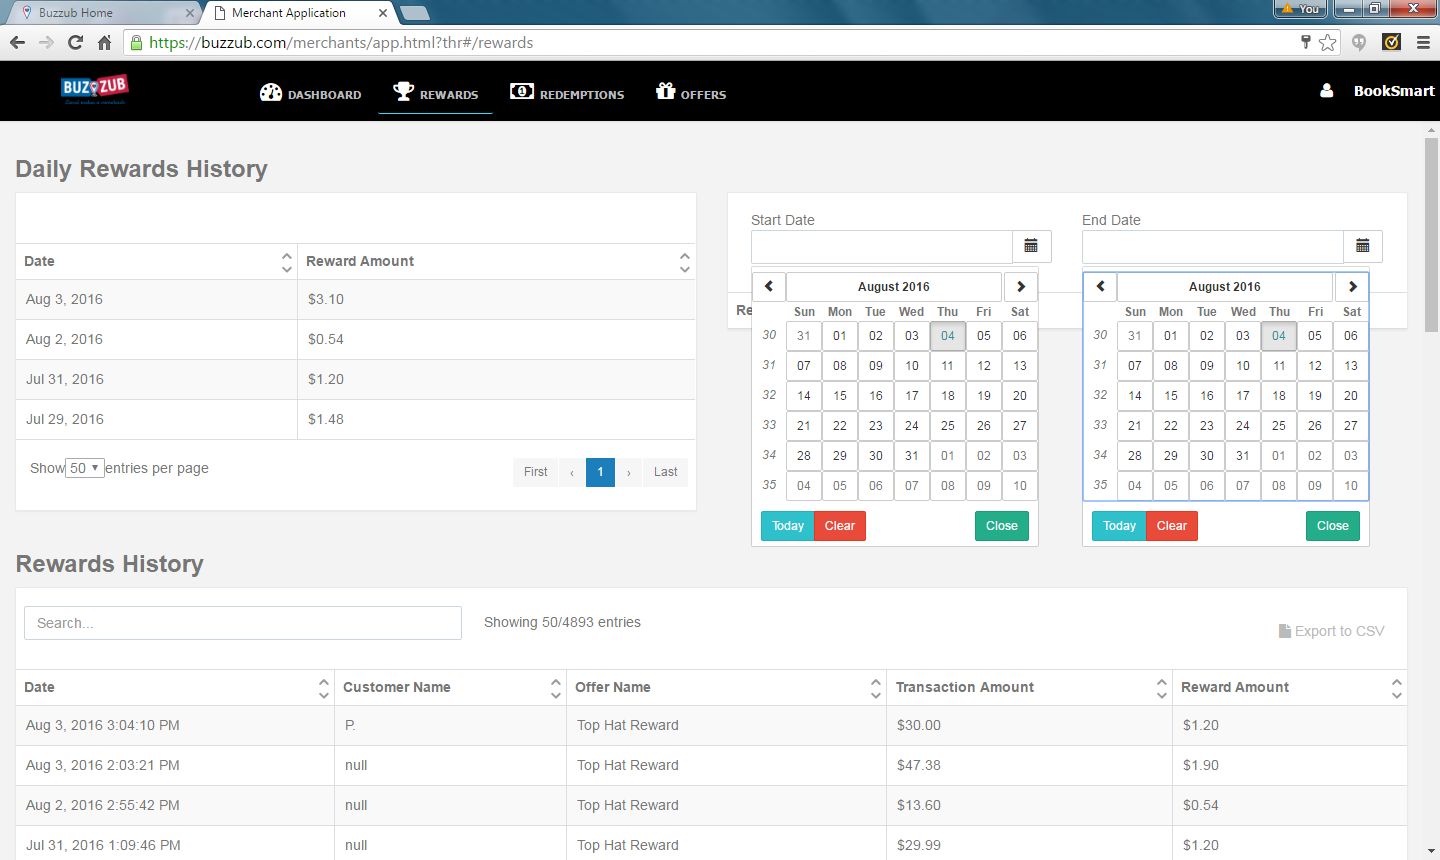 Buzzub Home
Merchant Application
You
https://buzzub.com/merchants/app.html?thr#/rewards
BUZZUB
DASHBOARD
REWARDS
REDEMPTIONS
OFFERS
BookSmart
Daily Rewards History
Date Reward Amount
Aug 3, 2016 $3.10
Aug 2, 2016 $0.54
Jul 31, 2016 $1.20
Jul 29, 2016 $1.48
Show 50 entries per page
First ‹ 1 › Last
Start Date
Re
August 2016
Sun Mon Tue Wed Thu Fri Sat
30 31 01 02 03 04 05 06
31 07 08 09 10 11 12 13
32 14 15 16 17 18 19 20
33 21 22 23 24 25 26 27
34 28 29 30 31 01 02 03
35 04 05 06 07 08 09 10
Today Clear Close
End Date
August 2016
Sun Mon Tue Wed Thu Fri Sat
30 31 01 02 03 04 05 06
31 07 08 09 10 11 12 13
32 14 15 16 17 18 19 20
33 21 22 23 24 25 26 27
34 28 29 30 31 01 02 03
35 04 05 06 07 08 09 10
Today Clear Close
Rewards History
Search...
Showing 50/4893 entries
Export to CSV
Date Customer Name Offer Name Transaction Amount Reward Amount
Aug 3, 2016 3:04:10 PM P. Top Hat Reward $30.00 $1.20
Aug 3, 2016 2:03:21 PM null Top Hat Reward $47.38 $1.90
Aug 2, 2016 2:55:42 PM null Top Hat Reward $13.60 $0.54
Jul 31, 2016 1:09:46 PM null Top Hat Reward $29.99 $1.20